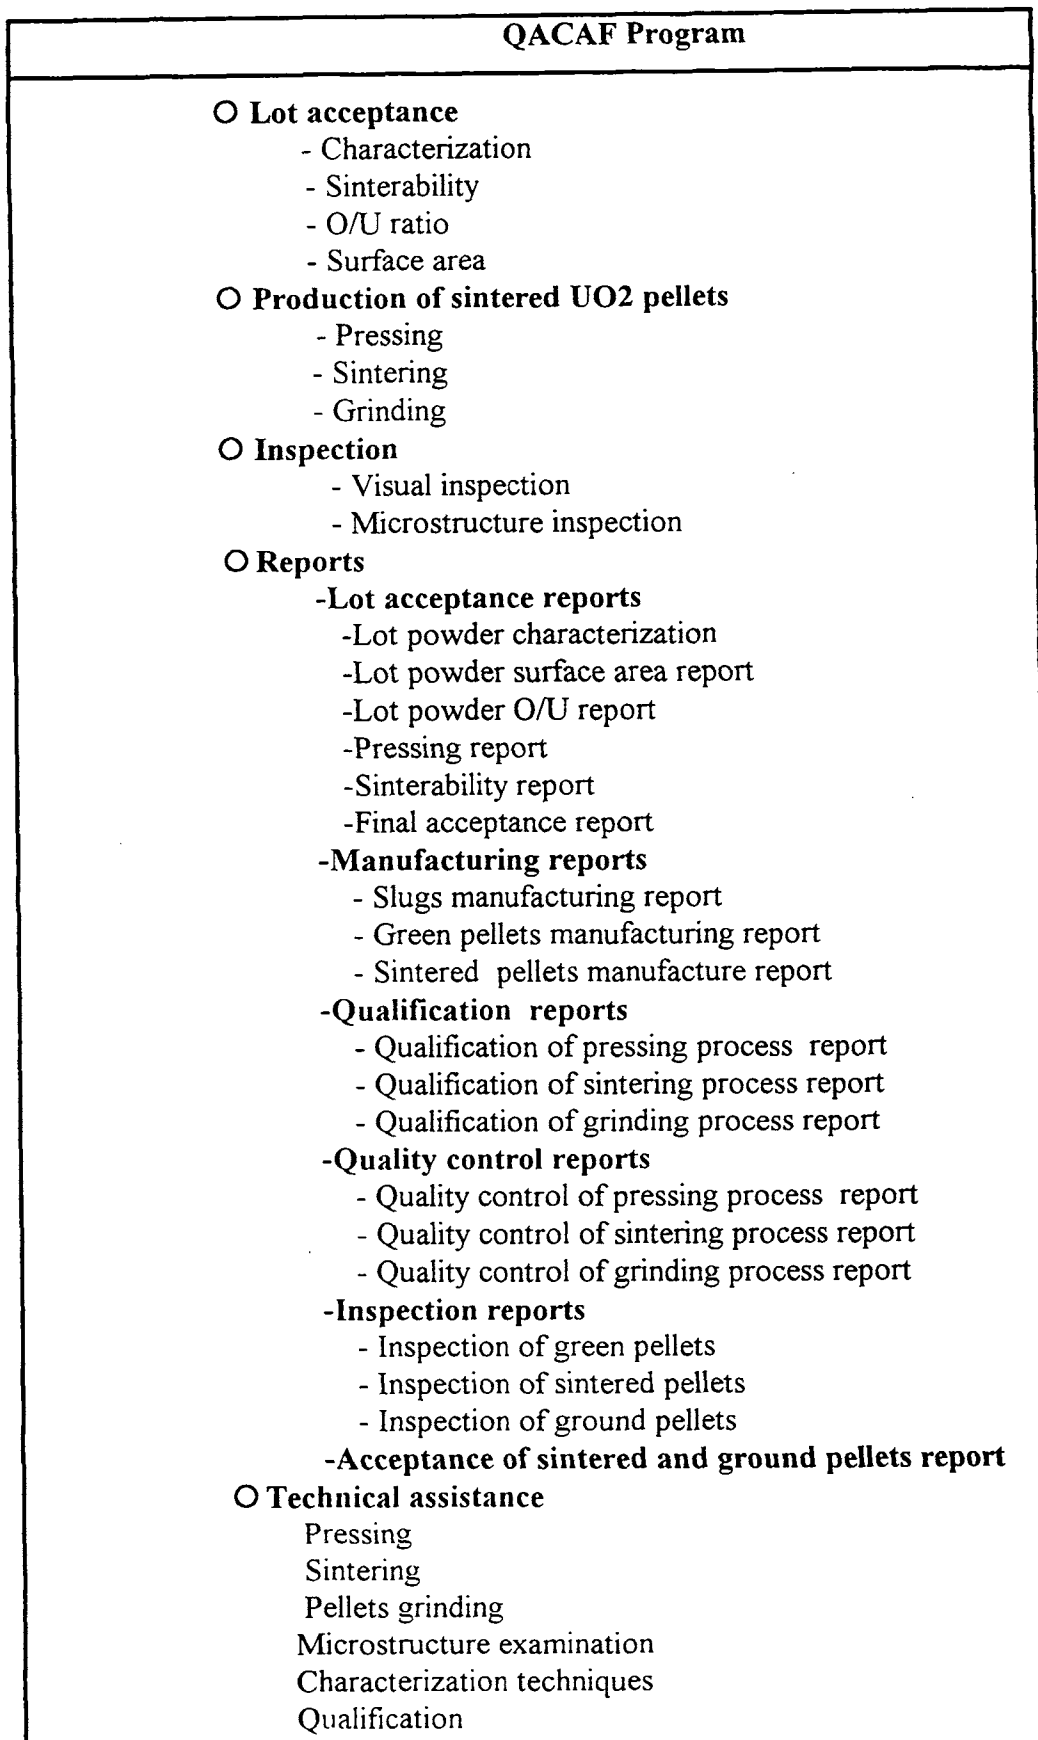 QACAF Program
O Lot acceptance
- Characterization
- Sinterability
- O/U ratio
- Surface area
O Production of sintered UO2 pellets
- Pressing
- Sintering
- Grinding
O Inspection
- Visual inspection
- Microstructure inspection
O Reports
-Lot acceptance reports
-Lot powder characterization
-Lot powder surface area report
-Lot powder O/U report
-Pressing report
-Sinterability report
-Final acceptance report
-Manufacturing reports
- Slugs manufacturing report
- Green pellets manufacturing report
- Sintered pellets manufacture report
-Qualification reports
- Qualification of pressing process report
- Qualification of sintering process report
- Qualification of grinding process report
-Quality control reports
- Quality control of pressing process report
- Quality control of sintering process report
- Quality control of grinding process report
-Inspection reports
- Inspection of green pellets
- Inspection of sintered pellets
- Inspection of ground pellets
-Acceptance of sintered and ground pellets report
O Technical assistance
Pressing
Sintering
Pellets grinding
Microstructure examination
Characterization techniques
Qualification